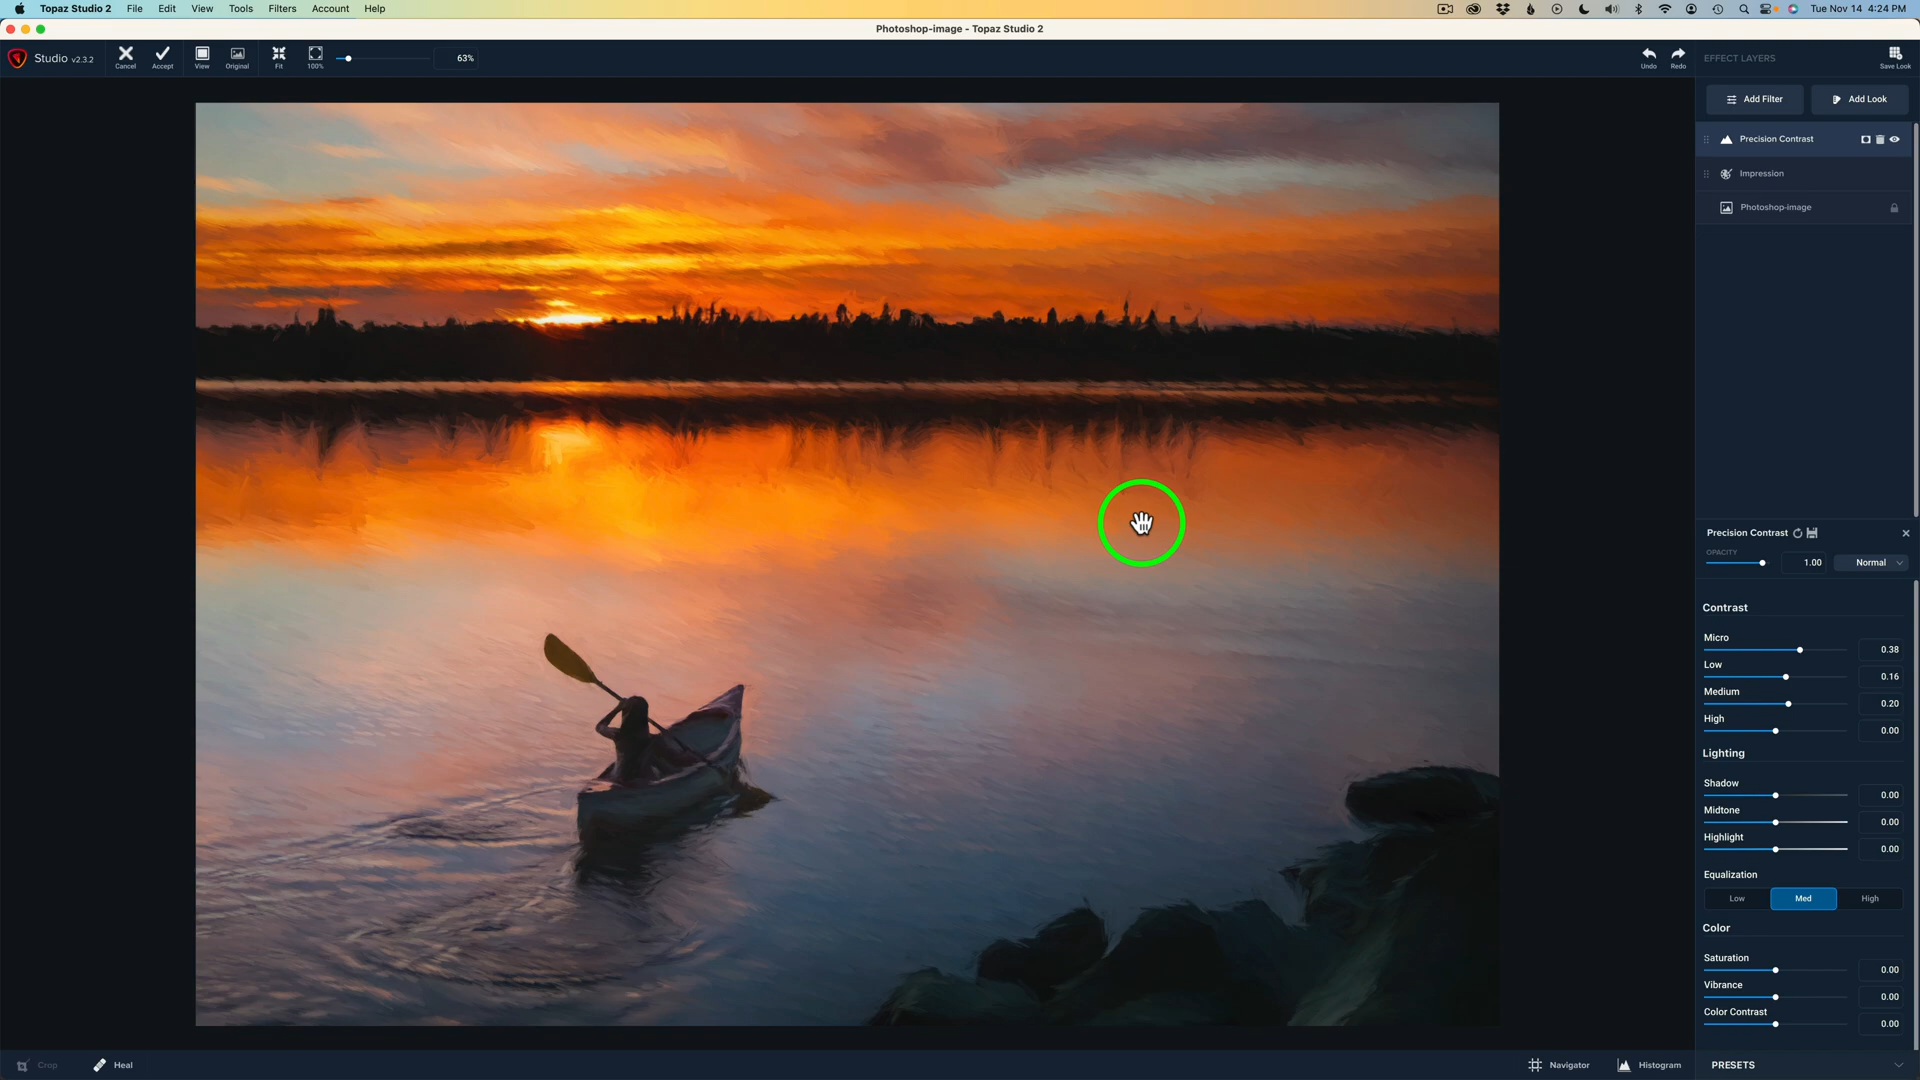 Topaz Studio 2 File Edit View Tools Filters Account Help
Tue Nov 14 4:24 PM
Photoshop-image - Topaz Studio 2
Studio v2.3.2
Cancel
Accept
View
Original
Fit
100%
63%
Undo
Redo
EFFECT LAYERS
Save Look
Add Filter
Add Look
Precision Contrast
Impression
Photoshop-image
Precision Contrast
OPACITY
1.00
Normal
Contrast
Micro
0.38
Low
0.16
Medium
0.20
High
0.00
Lighting
Shadow
0.00
Midtone
0.00
Highlight
0.00
Equalization
Low Med High
Color
Saturation
0.00
Vibrance
0.00
Color Contrast
0.00
Crop
Heal
Navigator
Histogram
PRESETS